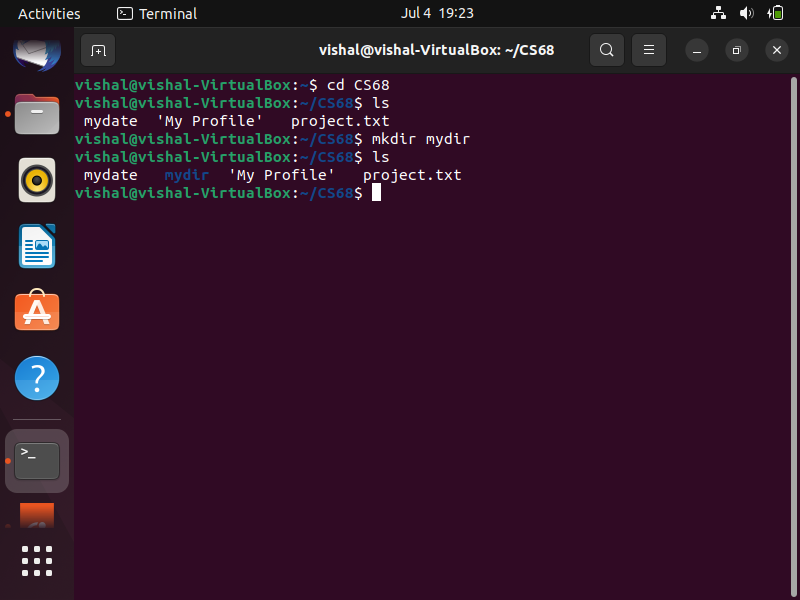 Activities Terminal Jul 4 19:23
vishal@vishal-VirtualBox: ~/CS68
vishal@vishal-VirtualBox:~$ cd CS68
vishal@vishal-VirtualBox:~/CS68$ ls
mydate 'My Profile' project.txt
vishal@vishal-VirtualBox:~/CS68$ mkdir mydir
vishal@vishal-VirtualBox:~/CS68$ ls
mydate mydir 'My Profile' project.txt
vishal@vishal-VirtualBox:~/CS68$